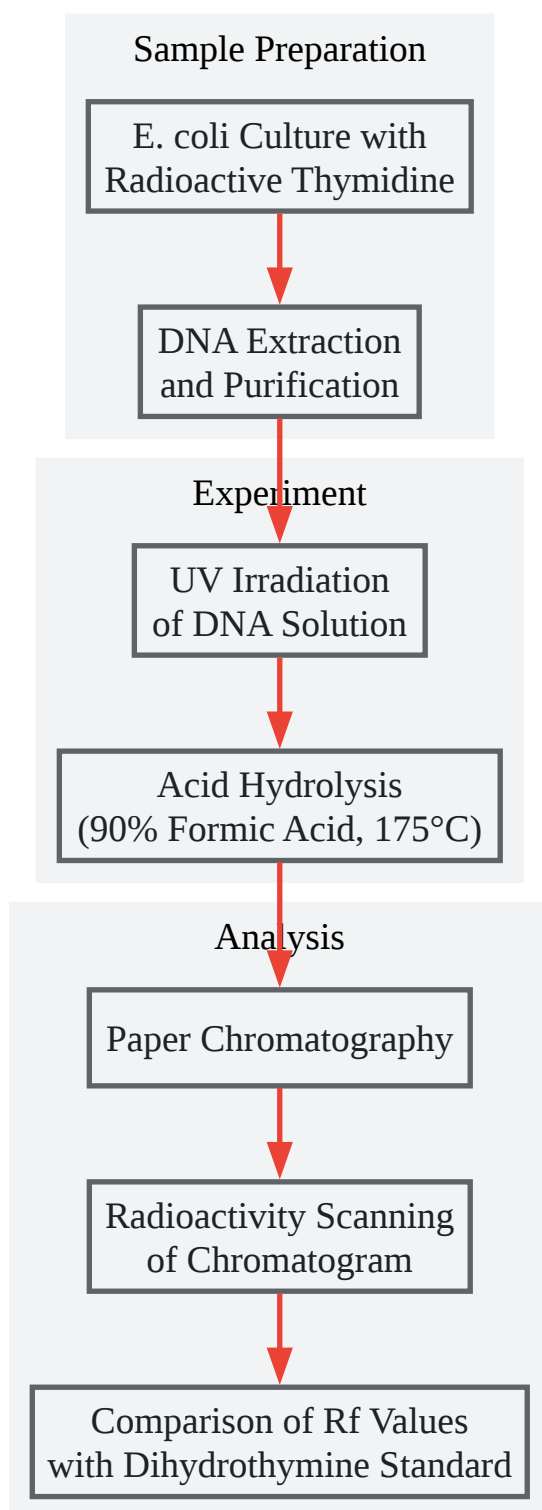 Sample Preparation
E. coli Culture with
Radioactive Thymidine
DNA Extraction
and Purification
Experiment
UV Irradiation
of DNA Solution
Acid Hydrolysis
(90% Formic Acid, 175°C)
Analysis
Paper Chromatography
Radioactivity Scanning
of Chromatogram
Comparison of Rf Values
with Dihydrothymine Standard